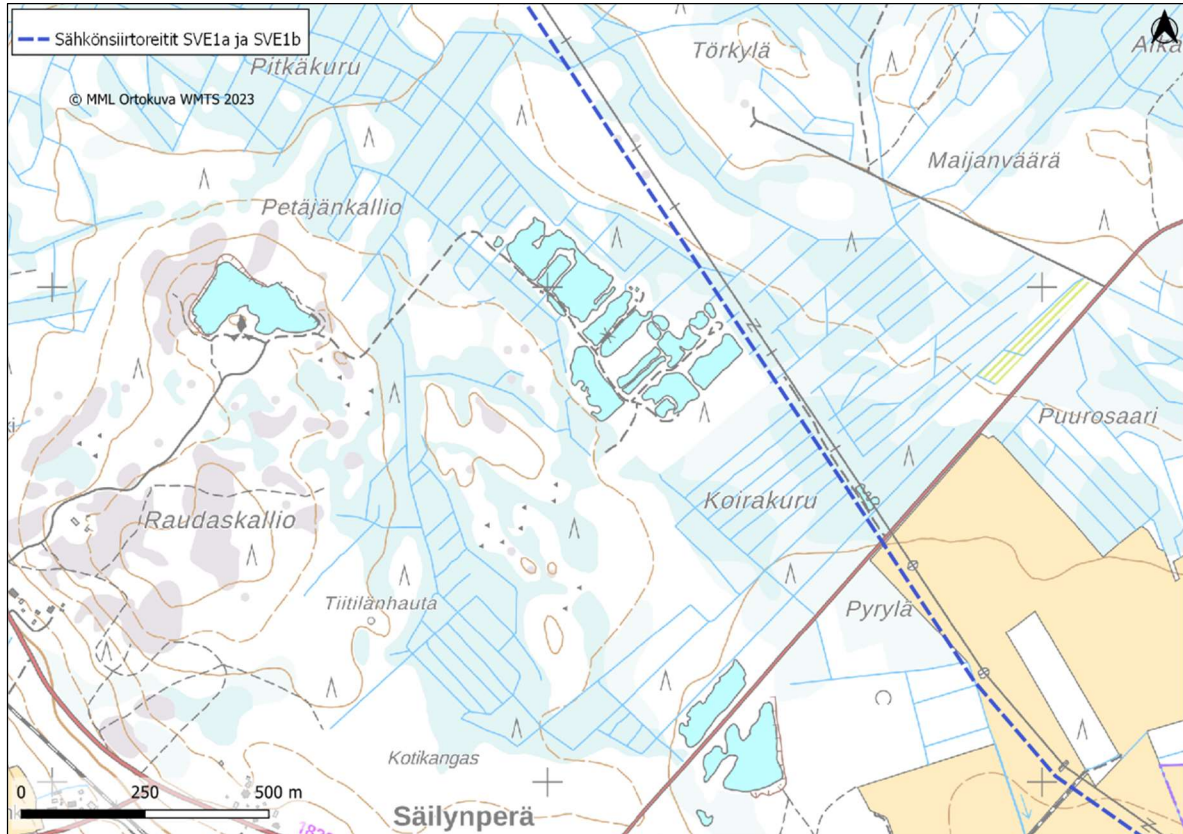 Sähkönsiirtoreitit SVE1a ja SVE1b
Törkylä
Pitkäkuru
© MML Ortokuva WMTS 2023
Maijanväärä
Petäjänkallio
Puurosaari
Koirakuru
Raudaskallio
Tiitilänhauta
Pyrylä
Kotikangas
0 250 500 m
Säilynperä